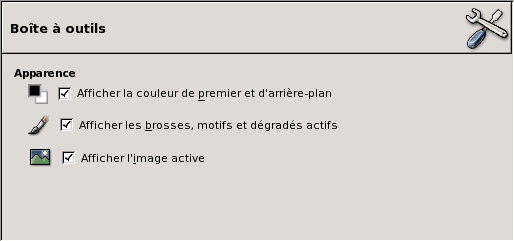 Boîte à outils
Apparence
Afficher la couleur de premier et d'arrière-plan
Afficher les brosses, motifs et dégradés actifs
Afficher l'image active